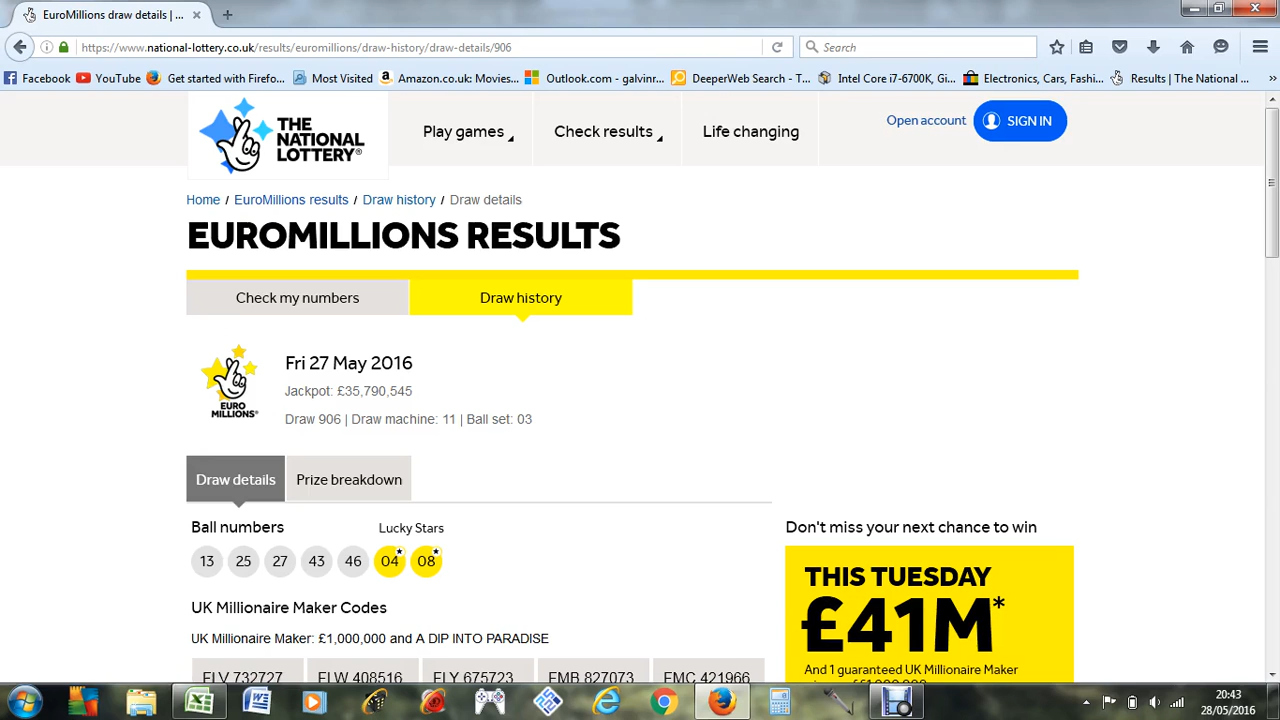 EuroMillions draw details | ...
https://www.national-lottery.co.uk/results/euromillions/draw-history/draw-details/906
Search
Facebook
YouTube
Get started with Firefo...
Most Visited
Amazon.co.uk: Movies...
Outlook.com - galvinr...
DeeperWeb Search - T...
Intel Core i7-6700K, Gi...
Electronics, Cars, Fashi...
Results | The National ...
THE NATIONAL LOTTERY®
Play games
Check results
Life changing
Open account
SIGN IN
Home / EuroMillions results / Draw history / Draw details
EUROMILLIONS RESULTS
Check my numbers
Draw history
EURO MILLIONS®
Fri 27 May 2016
Jackpot: £35,790,545
Draw 906 | Draw machine: 11 | Ball set: 03
Draw details
Prize breakdown
Ball numbers
Lucky Stars
13 25 27 43 46 04 08
UK Millionaire Maker Codes
UK Millionaire Maker: £1,000,000 and A DIP INTO PARADISE
FLV 732727
FLW 408516
FLY 675723
FMB 827073
FMC 421966
Don't miss your next chance to win
THIS TUESDAY
£41M*
And 1 guaranteed UK Millionaire Maker
20:43
28/05/2016